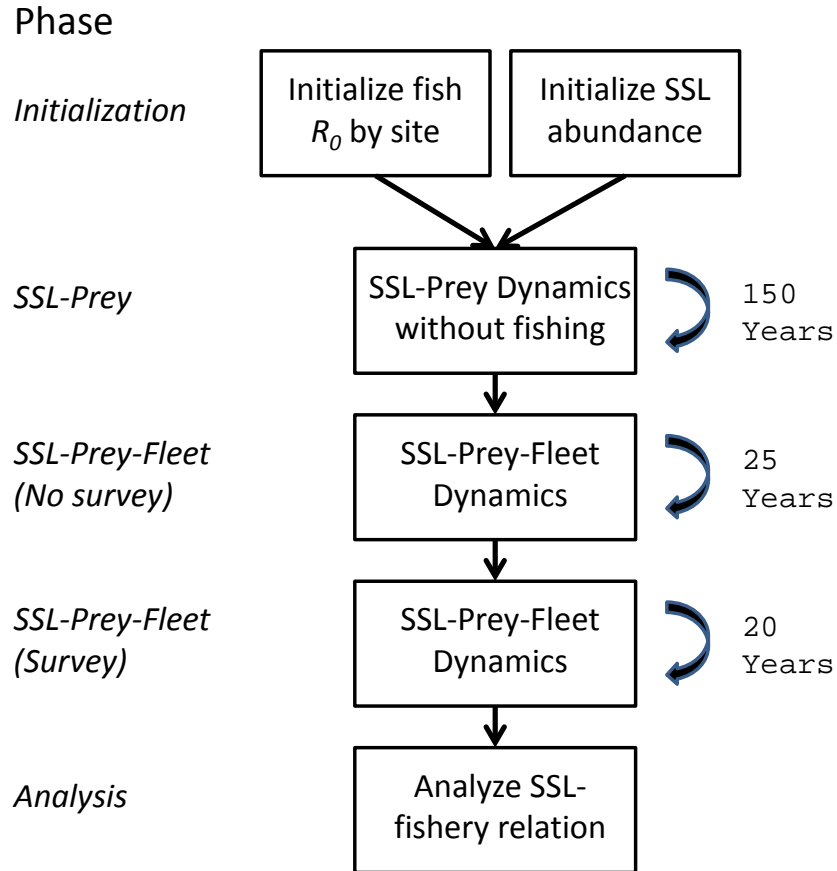 Phase
Initialization
Initialize fish
R0 by site
Initialize SSL
abundance
SSL-Prey
SSL-Prey Dynamics
without fishing
150
Years
SSL-Prey-Fleet
(No survey)
SSL-Prey-Fleet
Dynamics
25
Years
SSL-Prey-Fleet
(Survey)
SSL-Prey-Fleet
Dynamics
20
Years
Analysis
Analyze SSL-
fishery relation